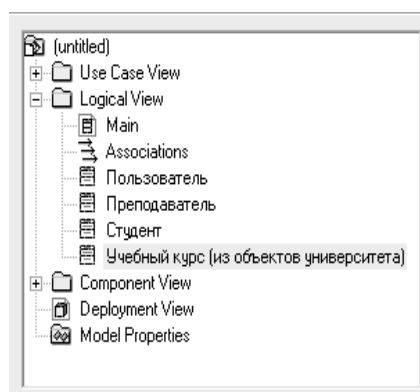 (untitled)
Use Case View
Logical View
Main
Associations
Пользователь
Преподаватель
Студент
Учебный курс (из объектов университета)
Component View
Deployment View
Model Properties